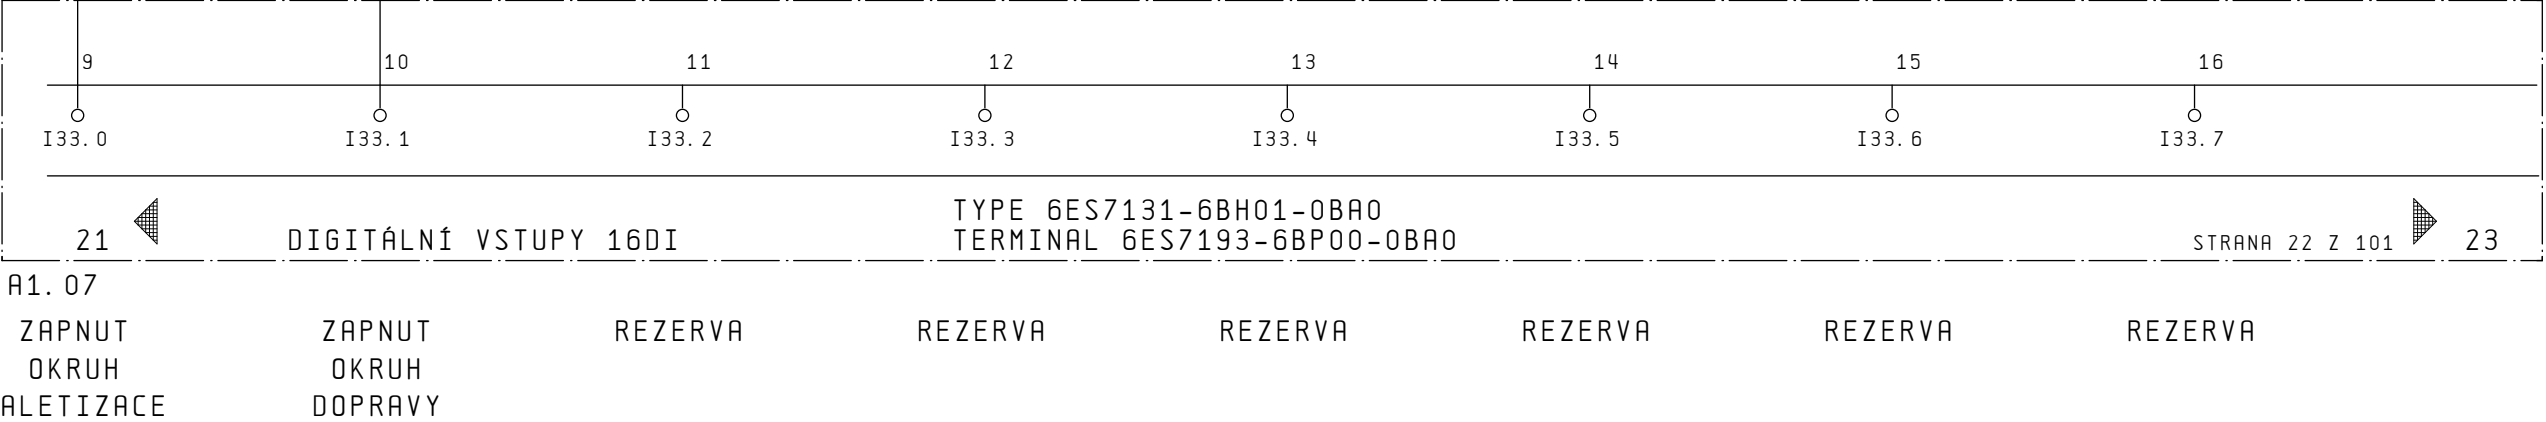 9 10 11 12 13 14 15 16
I33.0 I33.1 I33.2 I33.3 I33.4 I33.5 I33.6 I33.7
TYPE 6ES7131-6BH01-0BA0
21 DIGITÁLNÍ VSTUPY 16DI TERMINAL 6ES7193-6BP00-0BA0 STRANA 22 Z 101 23
A1.07
ZAPNUT ZAPNUT REZERVA REZERVA REZERVA REZERVA REZERVA REZERVA
OKRUH OKRUH
ALETIZACE DOPRAVY